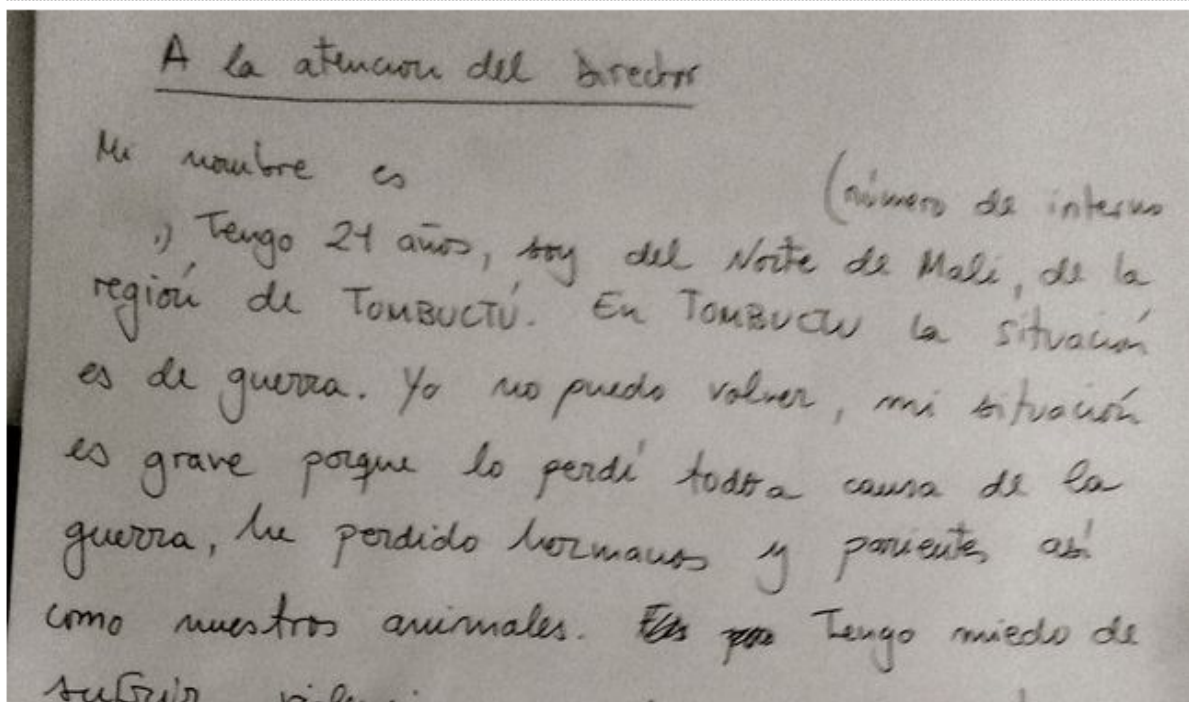 A la atencion del Director
Mi nombre es (número de interno
.) Tengo 21 años, soy del Norte de Mali, de la
región de TOMBUCTÚ. En TOMBUCTU la situación
es de guerra. Yo no puedo volver, mi situación
es grave porque lo perdí todo a causa de la
guerra, he perdido hermanos y parientes así
como nuestros animales. Tengo miedo de
sufrir